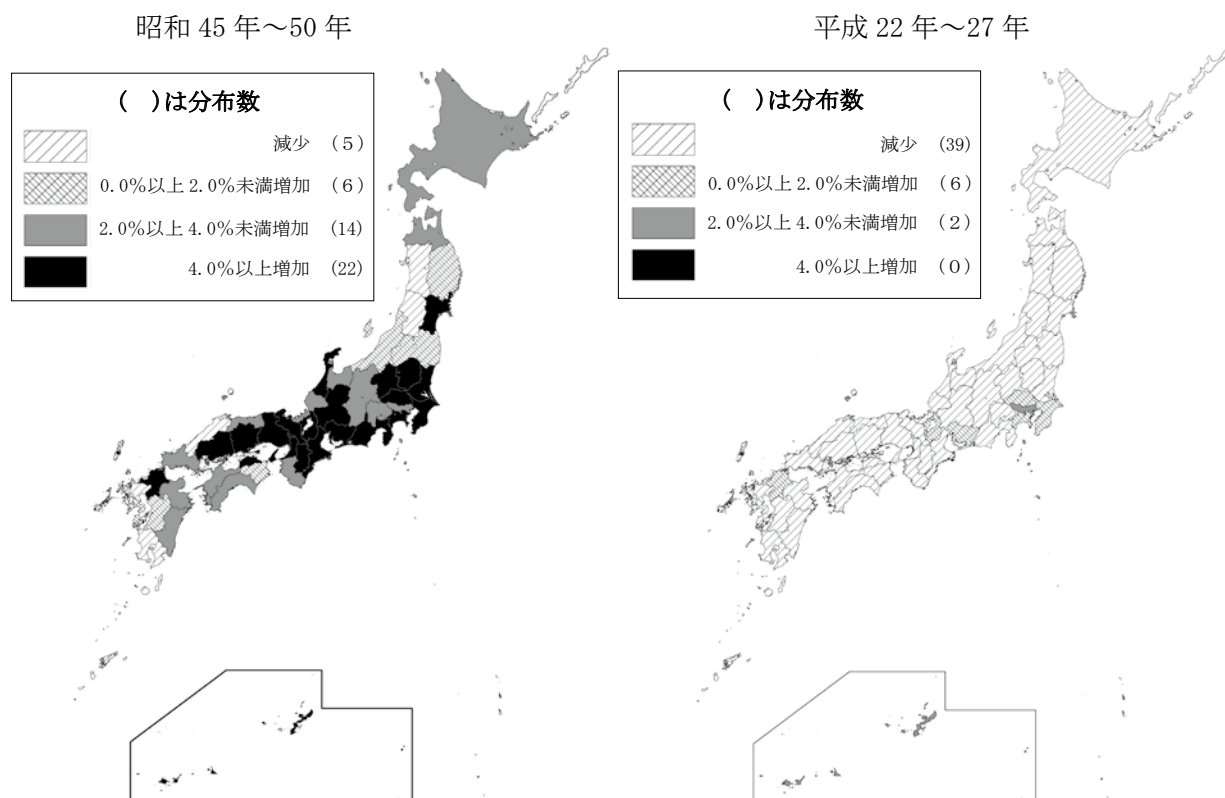 昭和 45 年～50 年
(　)は分布数
減少 (5)
0.0%以上 2.0%未満増加 (6)
2.0%以上 4.0%未満増加 (14)
4.0%以上増加 (22)
平成 22 年～27 年
(　)は分布数
減少 (39)
0.0%以上 2.0%未満増加 (6)
2.0%以上 4.0%未満増加 (2)
4.0%以上増加 (0)